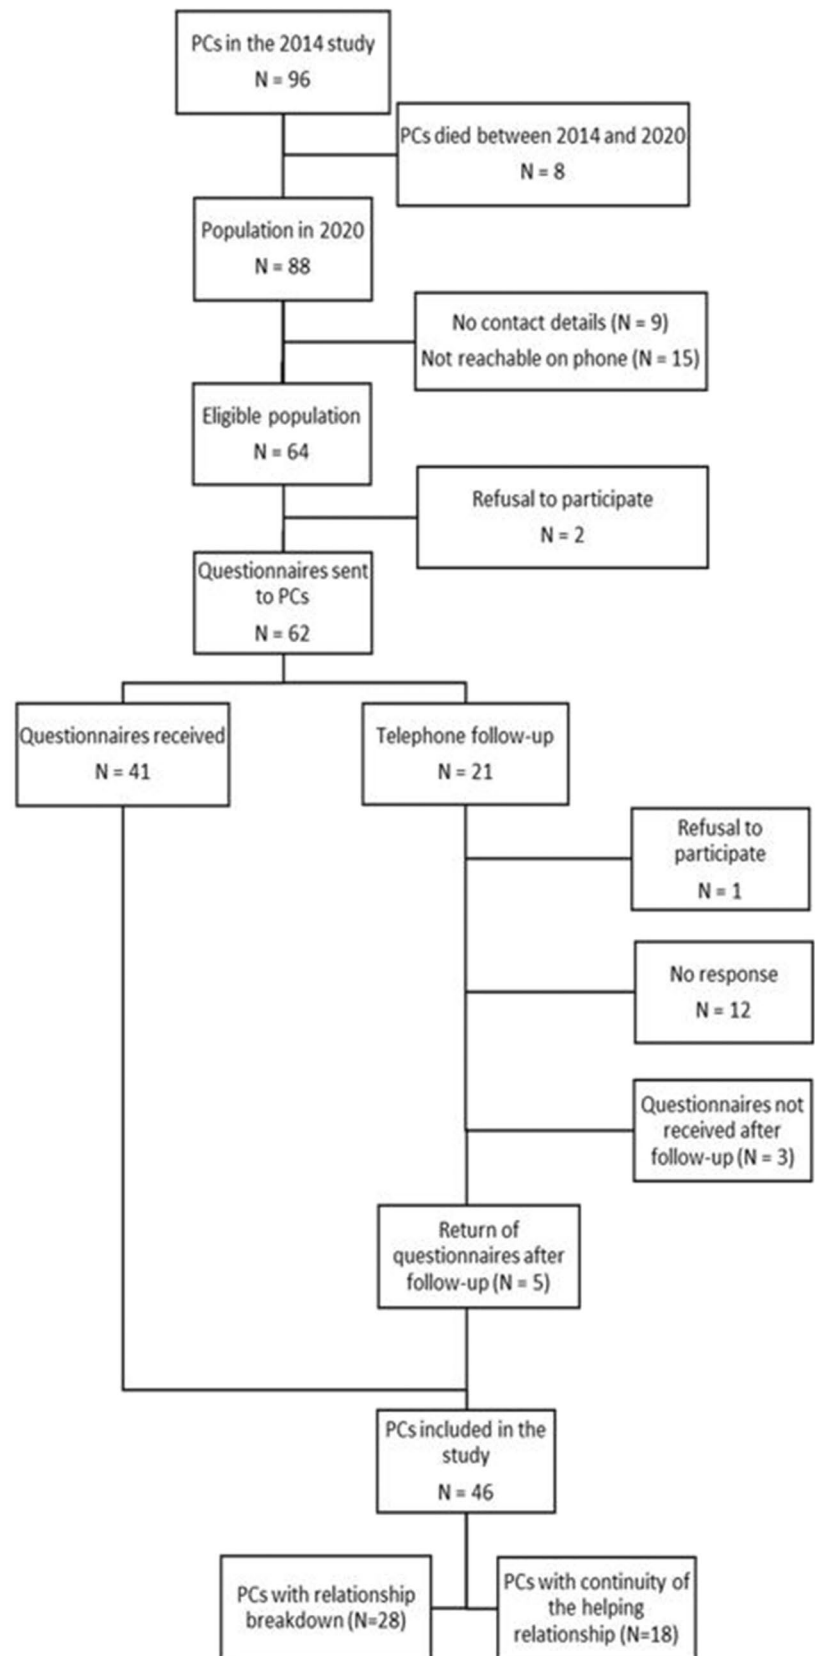 PCs in the 2014 study
N = 96
PCs died between 2014 and 2020
N = 8
Population in 2020
N = 88
No contact details (N = 9)
Not reachable on phone (N = 15)
Eligible population
N = 64
Refusal to participate
N = 2
Questionnaires sent
to PCs
N = 62
Questionnaires received
N = 41
Telephone follow-up
N = 21
Refusal to
participate
N = 1
No response
N = 12
Questionnaires not
received after
follow-up (N = 3)
Return of
questionnaires after
follow-up (N = 5)
PCs included in the
study
N = 46
PCs with relationship
breakdown (N=28)
PCs with continuity of
the helping
relationship (N=18)